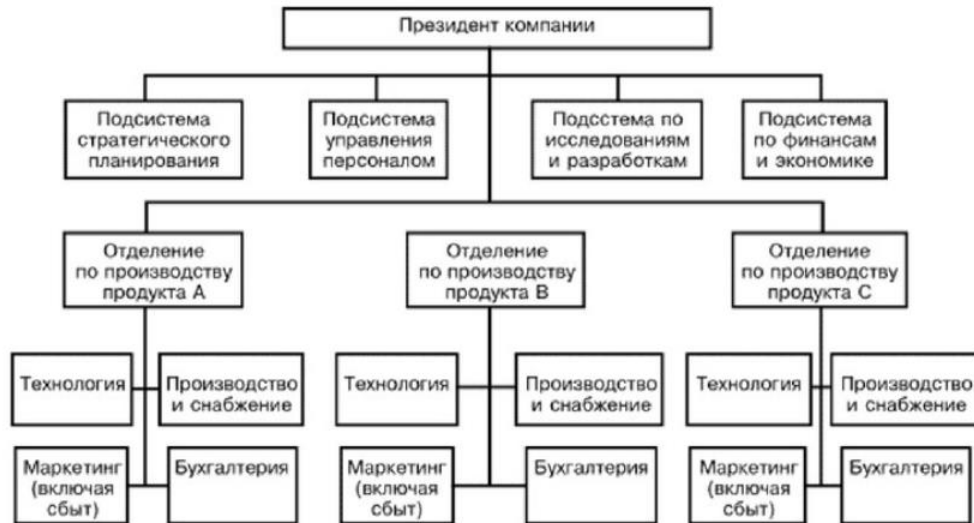 Президент компании
Подсистема
стратегического
планирования
Подсистема
управления
персоналом
Подсстема по
исследованиям
и разработкам
Подсистема
по финансам
и экономике
Отделение
по производству
продукта А
Отделение
по производству
продукта В
Отделение
по производству
продукта С
Технология
Производство
и снабжение
Технология
Производство
и снабжение
Технология
Производство
и снабжение
Маркетинг
(включая
сбыт)
Бухгалтерия
Маркетинг
(включая
сбыт)
Бухгалтерия
Маркетинг
(включая
сбыт)
Бухгалтерия